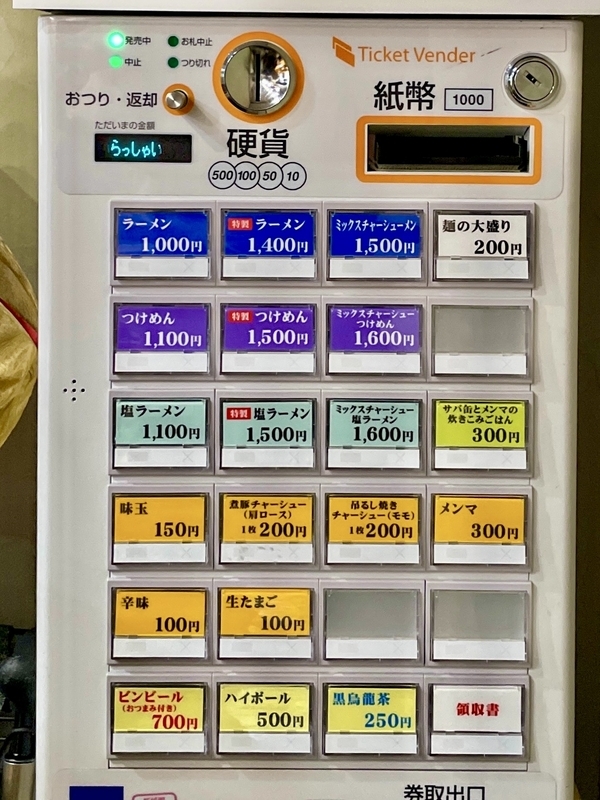 発売中
お札中止
中止
つり切れ
Ticket Vender
おつり・返却
紙幣
1000
ただいまの金額
らっしゃい
硬貨
500 100 50 10
ラーメン
1,000円
特製 ラーメン
1,400円
ミックスチャーシューメン
1,500円
麺の大盛り
200円
つけめん
1,100円
特製 つけめん
1,500円
ミックスチャーシュー
つけめん
1,600円
塩ラーメン
1,100円
特製 塩ラーメン
1,500円
ミックスチャーシュー
塩ラーメン
1,600円
サバ缶とメンマの
炊きこみごはん
300円
味玉
150円
煮豚チャーシュー
(肩ロース)
1枚200円
吊るし焼き
チャーシュー(モモ)
1枚200円
メンマ
300円
辛味
100円
生たまご
100円
ビンビール
(おつまみ付き)
700円
ハイボール
500円
黒烏龍茶
250円
領収書
券取出口